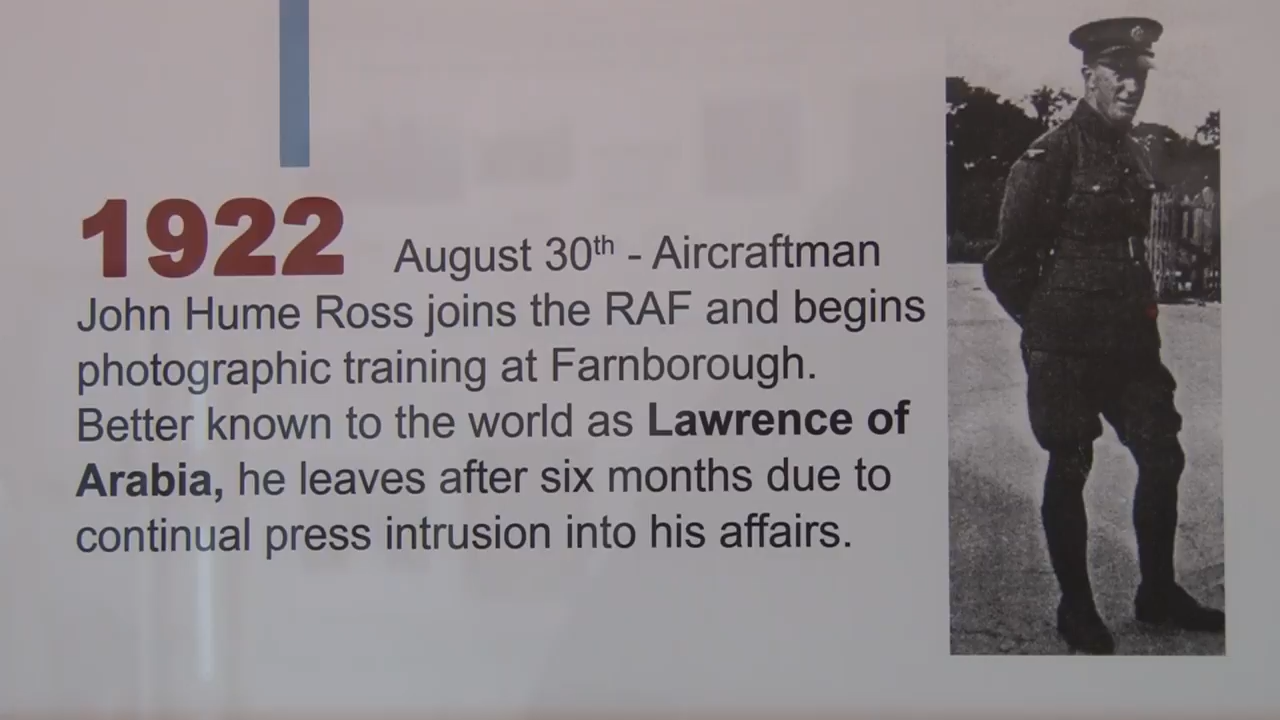 1922 August 30th - Aircraftman
John Hume Ross joins the RAF and begins
photographic training at Farnborough.
Better known to the world as Lawrence of
Arabia, he leaves after six months due to
continual press intrusion into his affairs.